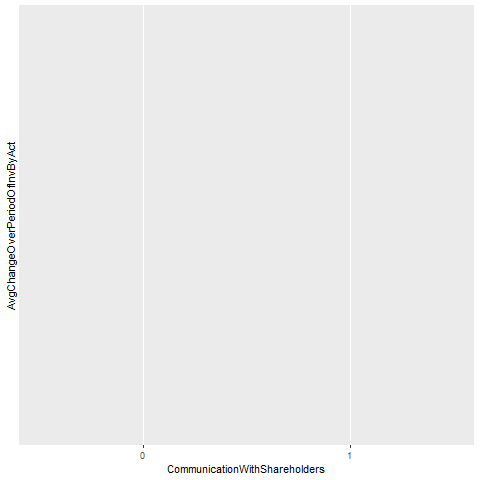 AvgChangeOverPeriodOfInvByAct
0 1
CommunicationWithShareholders